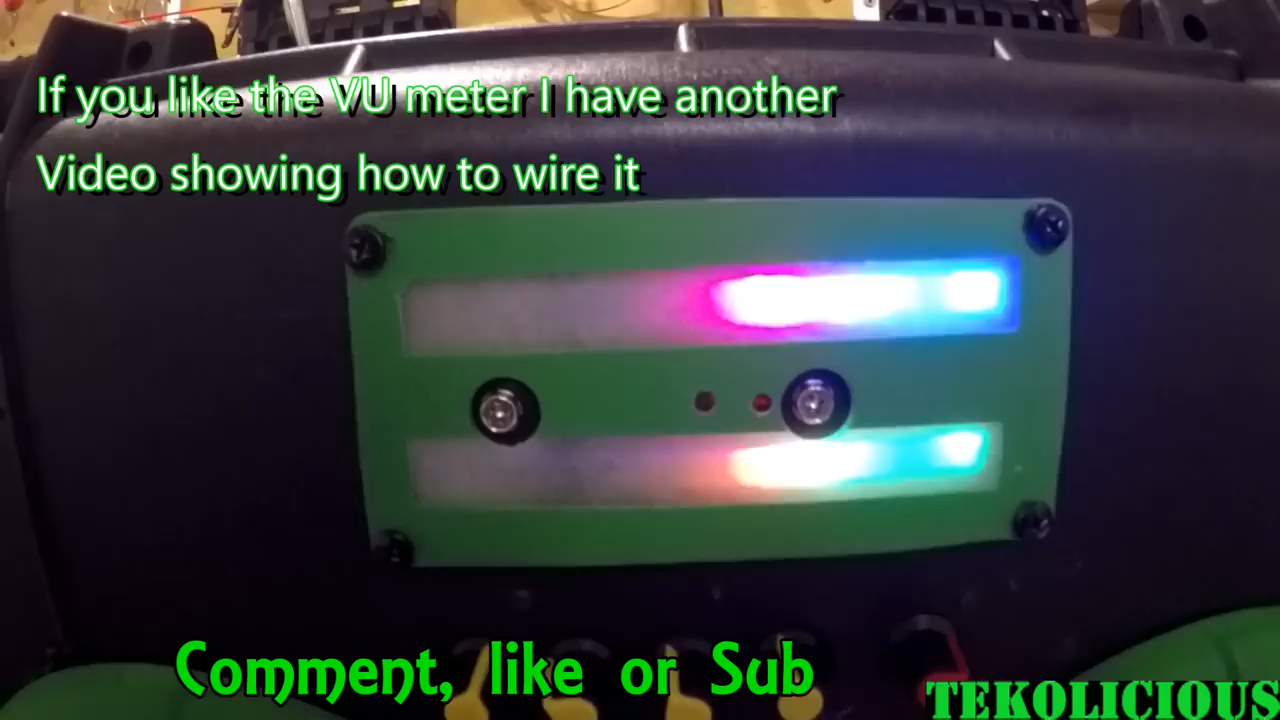 If you like the VU meter I have another
Video showing how to wire it
Comment, like or Sub
TEKOLICIOUS